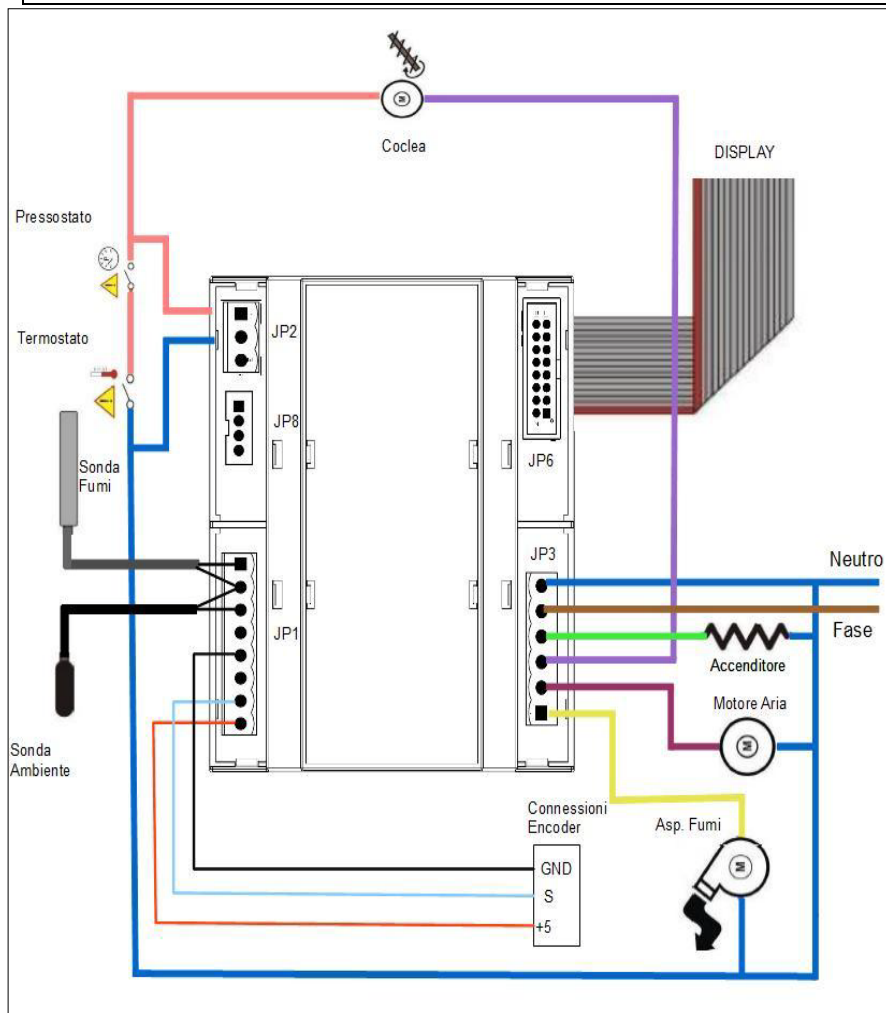 Coclea
DISPLAY
Pressostato
Termostato
JP2
JP8
JP6
Sonda
Fumi
JP3
Neutro
Fase
JP1
Accenditore
Motore Aria
Sonda
Ambiente
Connessioni
Encoder
Asp. Fumi
GND
S
+5
M
M
M